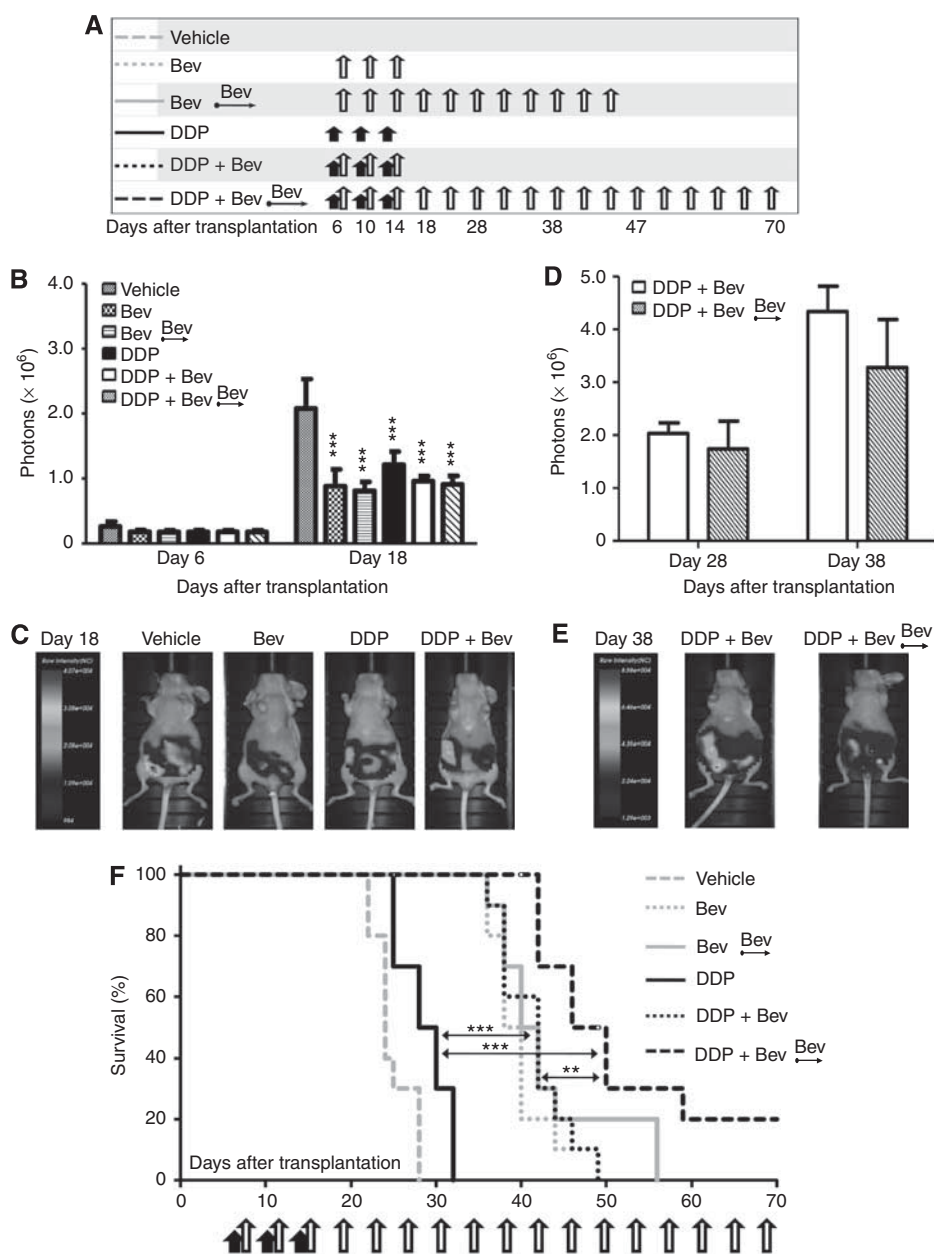 A
Vehicle
Bev
Bev Bev
DDP
DDP + Bev
DDP + Bev Bev
Days after transplantation 6 10 14 18 28 38 47 70
B
Photons (× 10⁶)
4.0
3.0
2.0
1.0
0
Vehicle
Bev
Bev Bev
DDP
DDP + Bev
DDP + Bev Bev
*** *** *** *** ***
Day 6 Day 18
Days after transplantation
D
Photons (× 10⁶)
5.0
4.0
3.0
2.0
1.0
0
DDP + Bev
DDP + Bev Bev
Day 28 Day 38
Days after transplantation
C Day 18 Vehicle Bev DDP DDP + Bev
Raw Intensity(NC)
E Day 38 DDP + Bev DDP + Bev Bev
Raw Intensity(NC)
F
Survival (%)
100
80
60
40
20
0
***
***
**
Vehicle
Bev
Bev Bev
DDP
DDP + Bev
DDP + Bev Bev
Days after transplantation
0 10 20 30 40 50 60 70